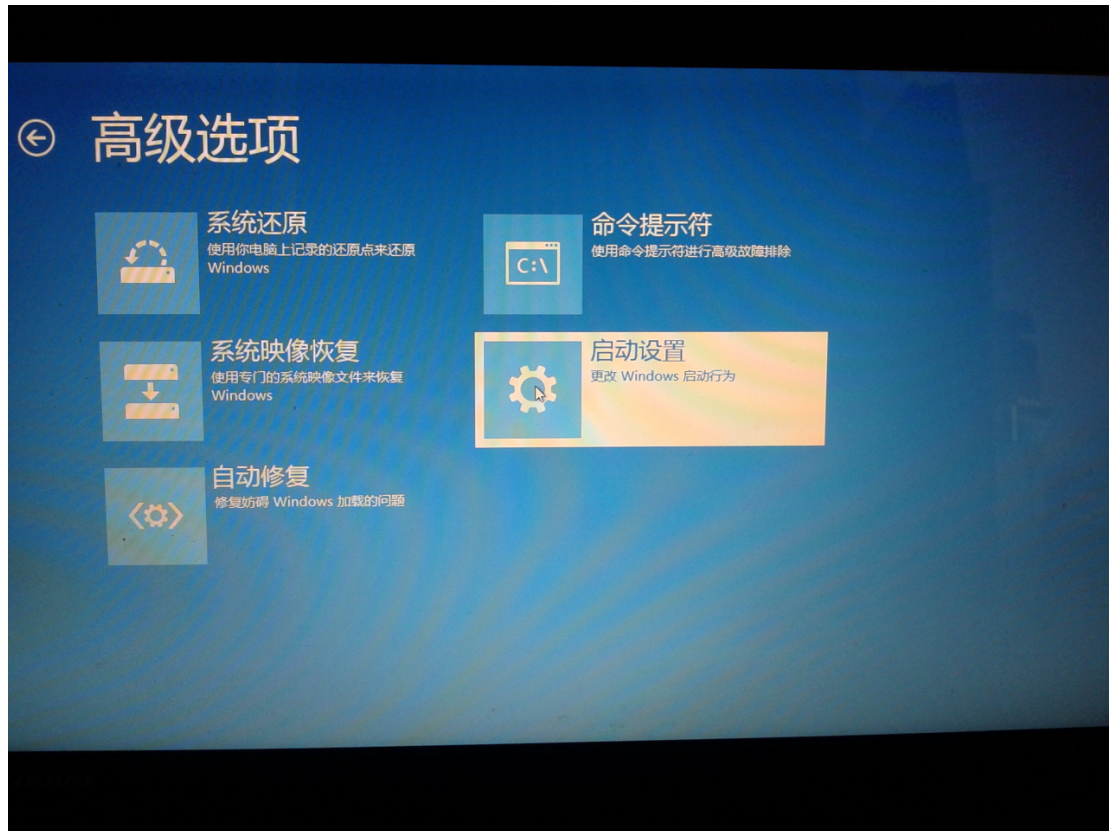 高级选项
系统还原
使用你电脑上记录的还原点来还原
Windows
命令提示符
使用命令提示符进行高级故障排除
C:\
系统映像恢复
使用专门的系统映像文件来恢复
Windows
启动设置
更改 Windows 启动行为
自动修复
修复妨碍 Windows 加载的问题